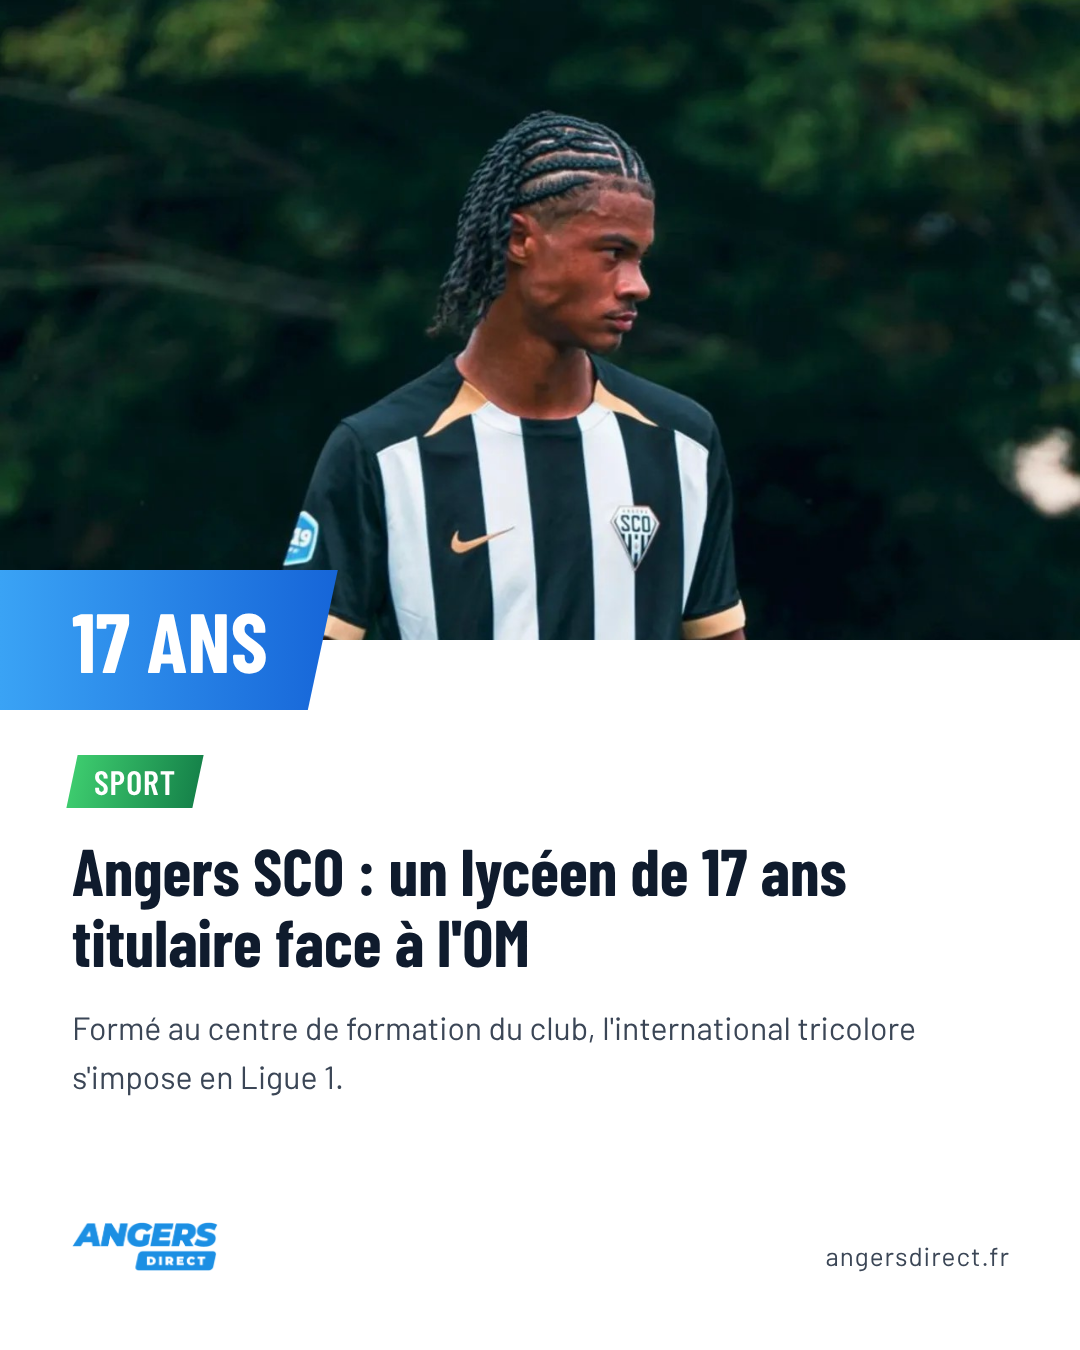 SCO
19
17 ANS
SPORT
Angers SCO : un lycéen de 17 ans
titulaire face à l'OM
Formé au centre de formation du club, l'international tricolore
s'impose en Ligue 1.
ANGERS
DIRECT
angersdirect.fr